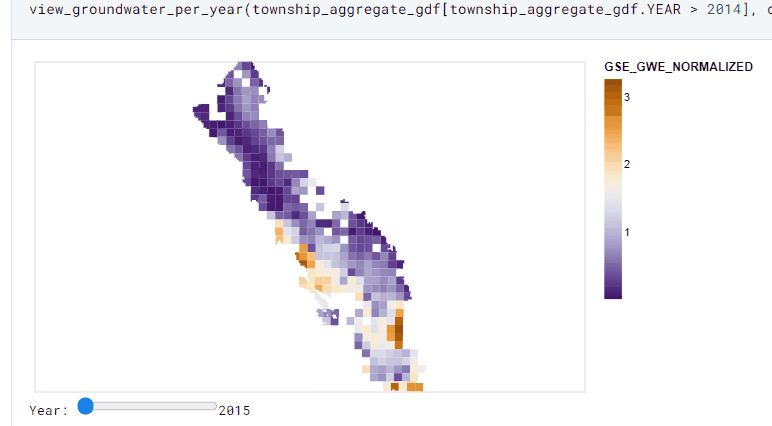 view_groundwater_per_year(township_aggregate_gdf[township_aggregate_gdf.YEAR > 2014], c
GSE_GWE_NORMALIZED
3
2
1
Year: 2015